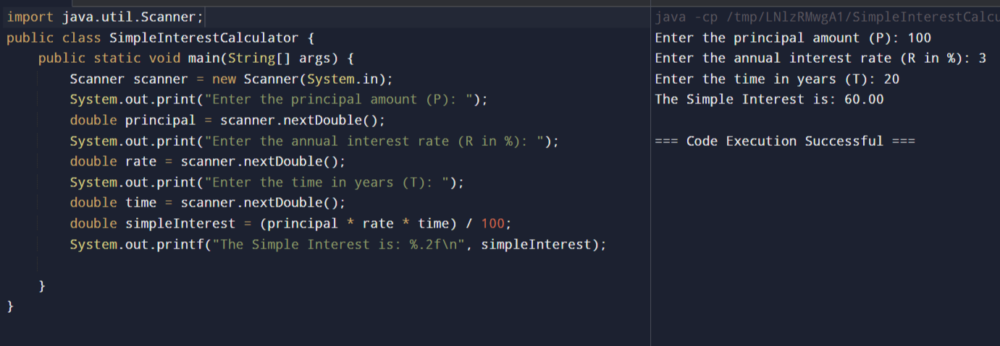 import java.util.Scanner;
public class SimpleInterestCalculator {
public static void main(String[] args) {
Scanner scanner = new Scanner(System.in);
System.out.print("Enter the principal amount (P): ");
double principal = scanner.nextDouble();
System.out.print("Enter the annual interest rate (R in %): ");
double rate = scanner.nextDouble();
System.out.print("Enter the time in years (T): ");
double time = scanner.nextDouble();
double simpleInterest = (principal * rate * time) / 100;
System.out.printf("The Simple Interest is: %.2f\n", simpleInterest);
}
}
java -cp /tmp/LNlzRMwgA1/SimpleInterestCalcu
Enter the principal amount (P): 100
Enter the annual interest rate (R in %): 3
Enter the time in years (T): 20
The Simple Interest is: 60.00
=== Code Execution Successful ===